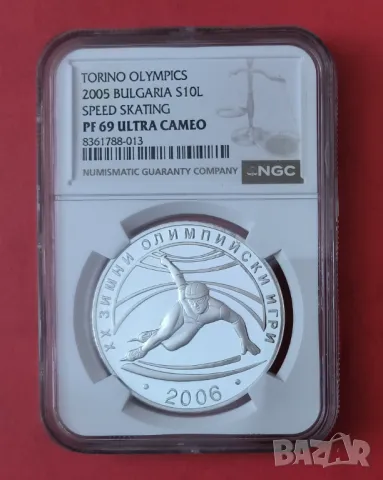 TORINO OLYMPICS
2005 BULGARIA S10L
SPEED SKATING
PF 69 ULTRA CAMEO
8361788-013
NUMISMATIC GUARANTY COMPANY NGC
XX ЗИМНИ ОЛИМПИЙСКИ ИГРИ
· 2006 ·
BAZAR